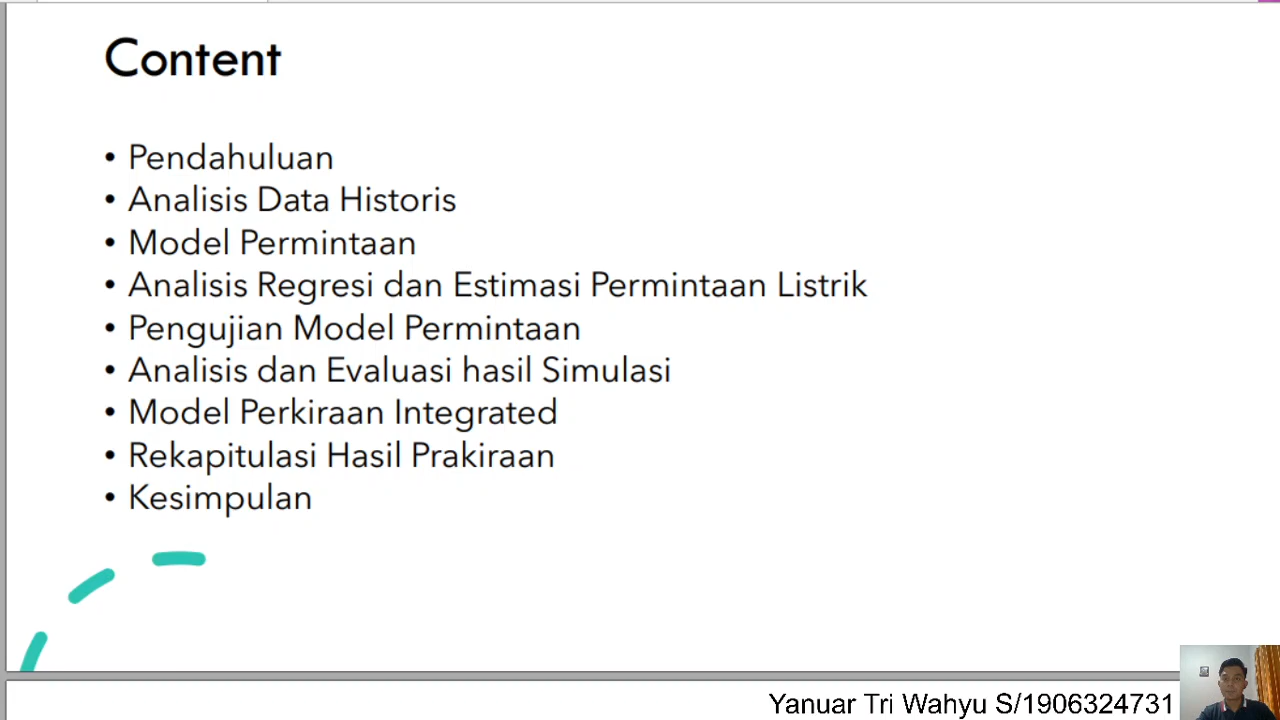 Content
• Pendahuluan
• Analisis Data Historis
• Model Permintaan
• Analisis Regresi dan Estimasi Permintaan Listrik
• Pengujian Model Permintaan
• Analisis dan Evaluasi hasil Simulasi
• Model Perkiraan Integrated
• Rekapitulasi Hasil Prakiraan
• Kesimpulan
Yanuar Tri Wahyu S/1906324731